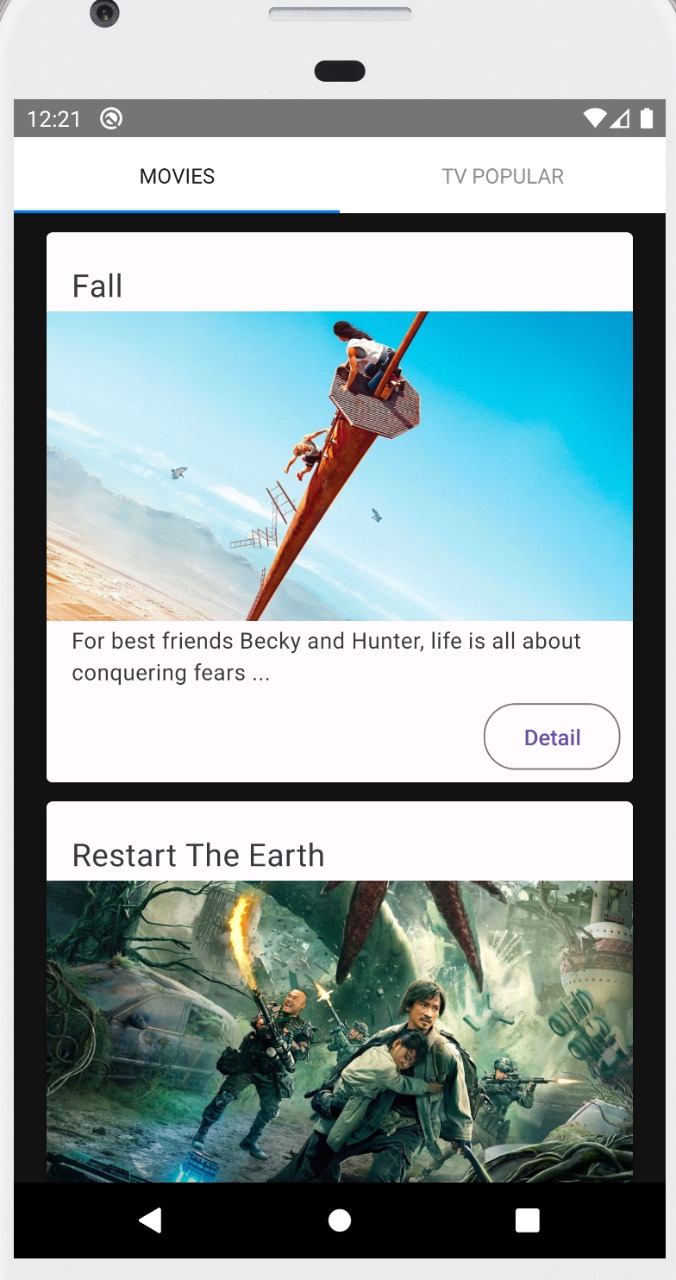 12:21
MOVIES
TV POPULAR
Fall
For best friends Becky and Hunter, life is all about
conquering fears ...
Detail
Restart The Earth